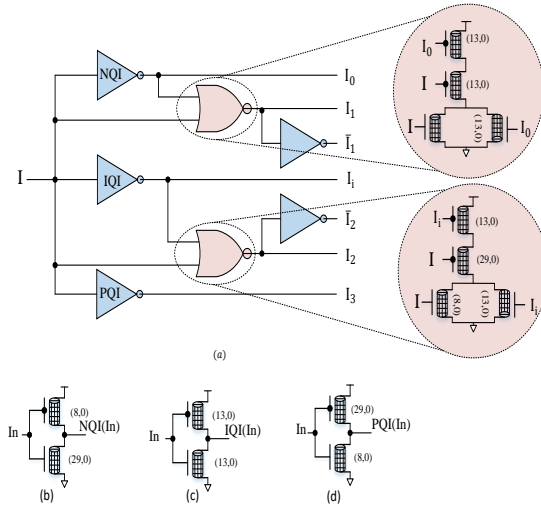 NQI
I₀
I₁
Ī₁
I
IQI
Iᵢ
Ī₂
I₂
PQI
I₃
I₀
(13,0)
I
(13,0)
I
(13,0)
I₀
Iᵢ
(13,0)
I
(29,0)
I
(8,0)
(13,0)
Iᵢ
(a)
(8,0)
In
NQI(In)
(29,0)
(b)
(13,0)
In
IQI(In)
(13,0)
(c)
(29,0)
In
PQI(In)
(8,0)
(d)